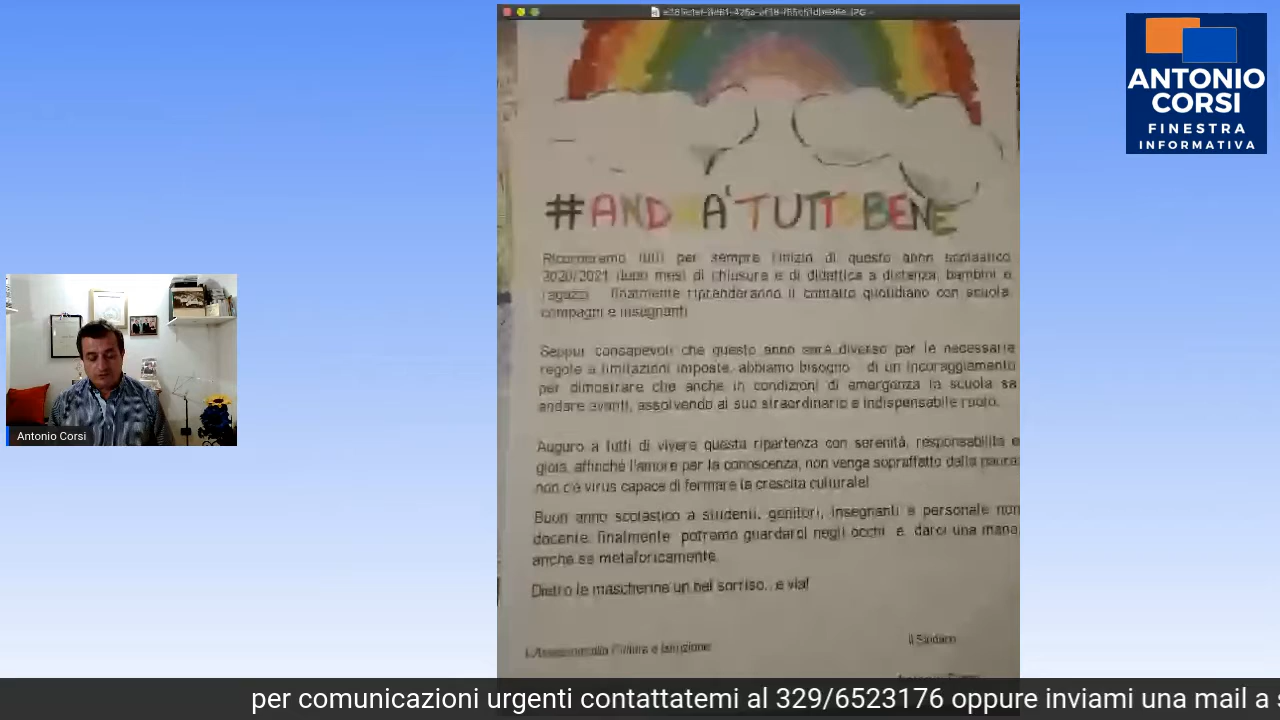 ANTONIO
CORSI
FINESTRA
INFORMATIVA
#ANDRA'TUTTOBENE
Ricorderemo tutti per sempre l'inizio di questo anno scolastico
2020/2021 dopo mesi di chiusure e di didattica a distanza, bambini e
ragazzi finalmente riprenderanno il contatto quotidiano con scuola,
compagni e insegnanti
Seppur consapevoli che questo anno sarà diverso per le necessarie
regole e limitazioni imposte, abbiamo bisogno di un incoraggiamento
per dimostrare che anche in condizioni di emergenza la scuola sa
andare avanti, assolvendo al suo straordinario e indispensabile ruolo.
Auguro a tutti di vivere questa ripartenza con serenità, responsabilità e
gioia, affinché l'amore per la conoscenza, non venga sopraffatto dalla paura:
non c'è virus capace di fermare la crescita culturale!
Buon anno scolastico a studenti, genitori, insegnanti e personale non
docente, finalmente potremo guardarci negli occhi e darci una mano,
anche se metaforicamente.
Dietro le mascherine un bel sorriso.. e via!
L'Assessore alla Cultura e Istruzione
Il Sindaco
Antonio Corsi
per comunicazioni urgenti contattatemi al 329/6523176 oppure inviami una mail a